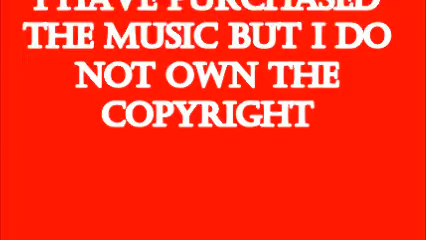 I HAVE PURCHASED
THE MUSIC BUT I DO
NOT OWN THE
COPYRIGHT